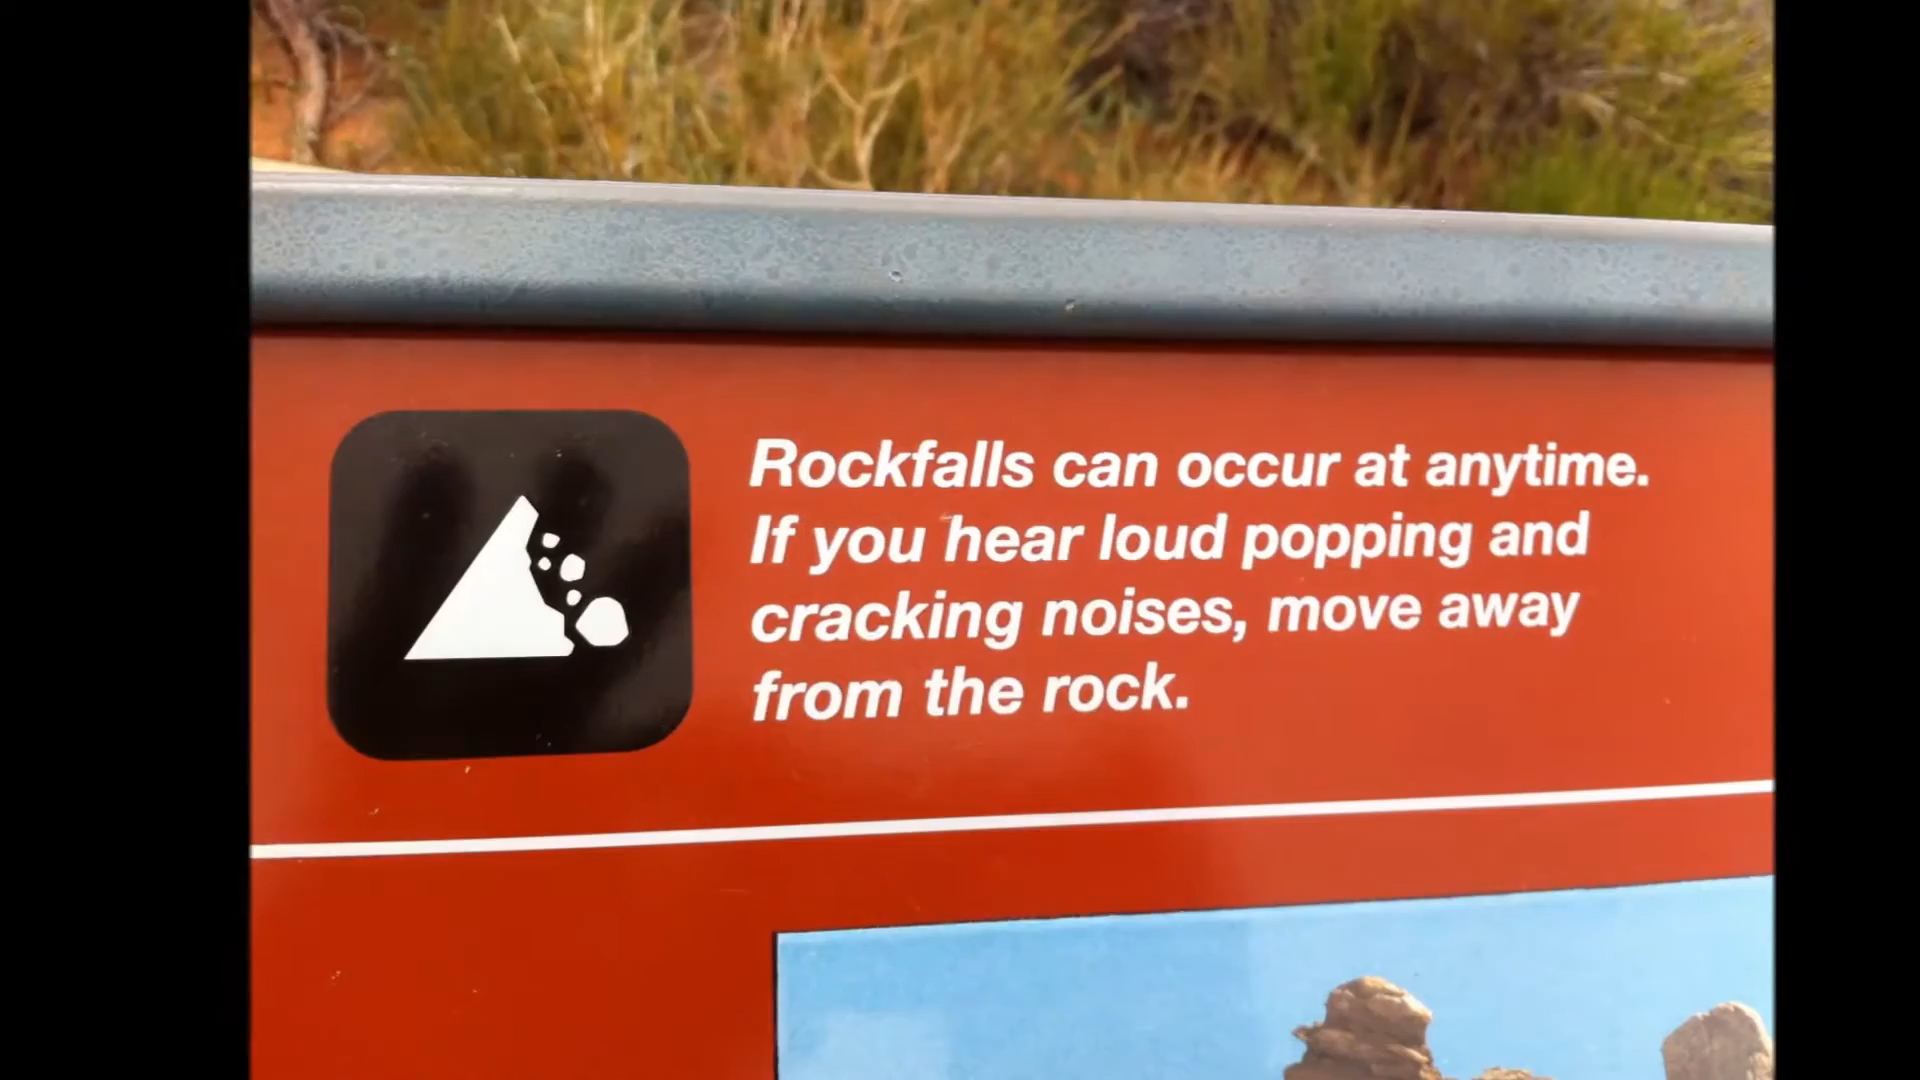 Rockfalls can occur at anytime.
If you hear loud popping and
cracking noises, move away
from the rock.